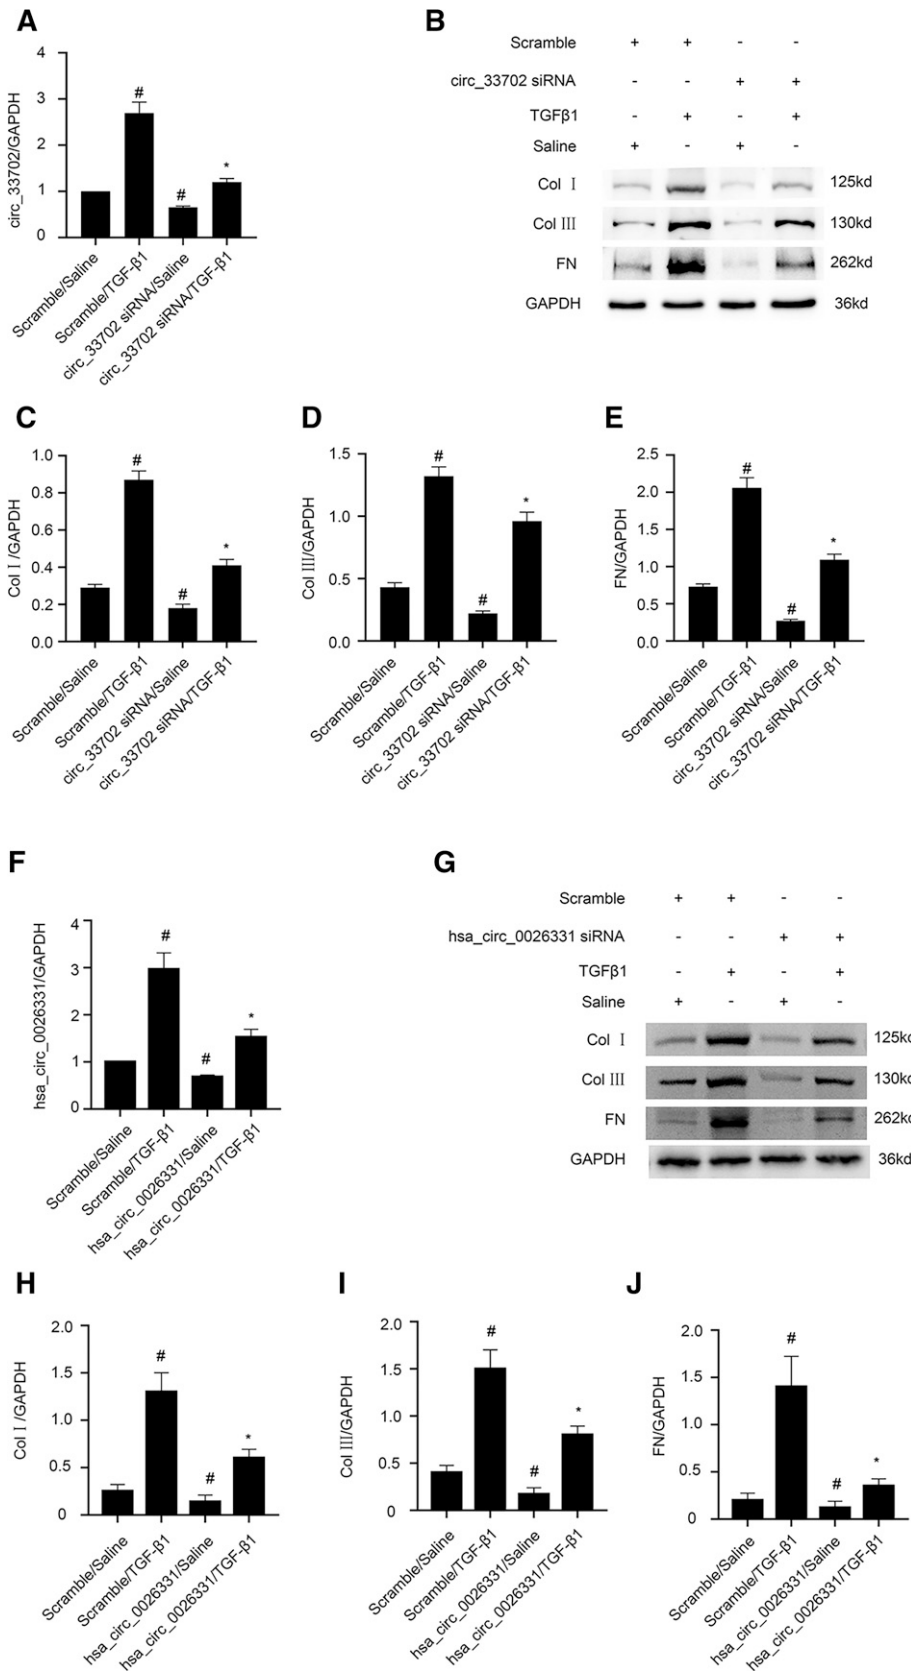 A
circ_33702/GAPDH
4
3
2
1
0
#
#
*
Scramble/Saline
Scramble/TGF-β1
circ_33702 siRNA/Saline
circ_33702 siRNA/TGF-β1
B
Scramble + + - -
circ_33702 siRNA - - + +
TGFβ1 - + - +
Saline + - + -
Col Ⅰ 125kd
Col Ⅲ 130kd
FN 262kd
GAPDH 36kd
C
Col Ⅰ/GAPDH
1.0
0.8
0.6
0.4
0.2
0.0
#
#
*
Scramble/Saline
Scramble/TGF-β1
circ_33702 siRNA/Saline
circ_33702 siRNA/TGF-β1
D
Col Ⅲ/GAPDH
1.5
1.0
0.5
0.0
#
#
*
Scramble/Saline
Scramble/TGF-β1
circ_33702 siRNA/Saline
circ_33702 siRNA/TGF-β1
E
FN/GAPDH
2.5
2.0
1.5
1.0
0.5
0.0
#
#
*
Scramble/Saline
Scramble/TGF-β1
circ_33702 siRNA/Saline
circ_33702 siRNA/TGF-β1
F
hsa_circ_0026331/GAPDH
4
3
2
1
0
#
#
*
Scramble/Saline
Scramble/TGF-β1
hsa_circ_0026331/Saline
hsa_circ_0026331/TGF-β1
G
Scramble + + - -
hsa_circ_0026331 siRNA - - + +
TGFβ1 - + - +
Saline + - + -
Col Ⅰ 125kd
Col Ⅲ 130kd
FN 262kd
GAPDH 36kd
H
Col Ⅰ/GAPDH
2.0
1.5
1.0
0.5
0
#
#
*
Scramble/Saline
Scramble/TGF-β1
hsa_circ_0026331/Saline
hsa_circ_0026331/TGF-β1
I
Col Ⅲ/GAPDH
2.0
1.5
1.0
0.5
0
#
#
*
Scramble/Saline
Scramble/TGF-β1
hsa_circ_0026331/Saline
hsa_circ_0026331/TGF-β1
J
FN/GAPDH
2.0
1.5
1.0
0.5
0
#
#
*
Scramble/Saline
Scramble/TGF-β1
hsa_circ_0026331/Saline
hsa_circ_0026331/TGF-β1